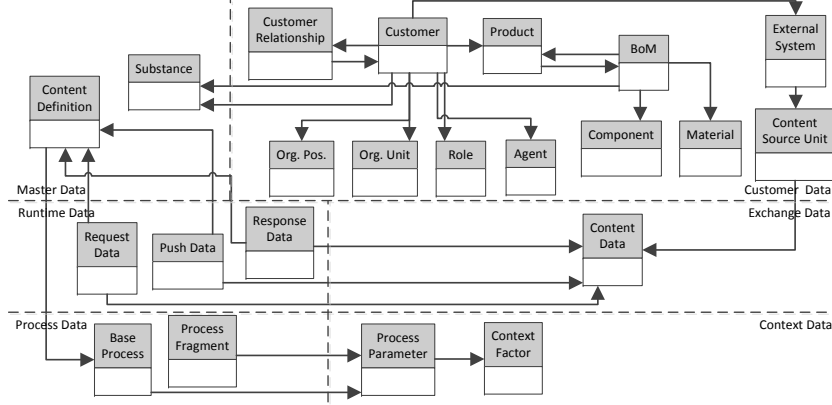 Customer
Relationship
Customer
Product
BoM
External
System
Substance
Content
Definition
Org. Pos.
Org. Unit
Role
Agent
Component
Material
Content
Source Unit
Master Data
Customer Data
Runtime Data
Exchange Data
Request
Data
Push Data
Response
Data
Content
Data
Process Data
Context Data
Base
Process
Process
Fragment
Process
Parameter
Context
Factor